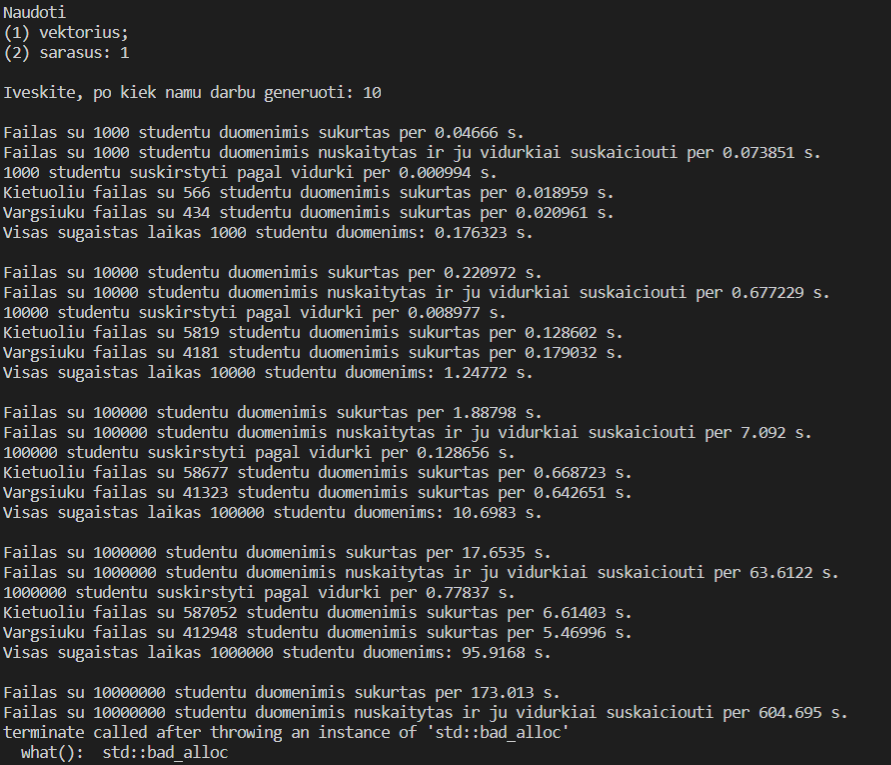 Naudoti
(1) vektorius;
(2) sarasus: 1
Iveskite, po kiek namu darbu generuoti: 10
Failas su 1000 studentu duomenimis sukurtas per 0.04666 s.
Failas su 1000 studentu duomenimis nuskaitytas ir ju vidurkiai suskaiciouti per 0.073851 s.
1000 studentu suskirstyti pagal vidurki per 0.000994 s.
Kietuoliu failas su 566 studentu duomenimis sukurtas per 0.018959 s.
Vargsiuku failas su 434 studentu duomenimis sukurtas per 0.020961 s.
Visas sugaistas laikas 1000 studentu duomenims: 0.176323 s.
Failas su 10000 studentu duomenimis sukurtas per 0.220972 s.
Failas su 10000 studentu duomenimis nuskaitytas ir ju vidurkiai suskaiciouti per 0.677229 s.
10000 studentu suskirstyti pagal vidurki per 0.008977 s.
Kietuoliu failas su 5819 studentu duomenimis sukurtas per 0.128602 s.
Vargsiuku failas su 4181 studentu duomenimis sukurtas per 0.179032 s.
Visas sugaistas laikas 10000 studentu duomenims: 1.24772 s.
Failas su 100000 studentu duomenimis sukurtas per 1.88798 s.
Failas su 100000 studentu duomenimis nuskaitytas ir ju vidurkiai suskaiciouti per 7.092 s.
100000 studentu suskirstyti pagal vidurki per 0.128656 s.
Kietuoliu failas su 58677 studentu duomenimis sukurtas per 0.668723 s.
Vargsiuku failas su 41323 studentu duomenimis sukurtas per 0.642651 s.
Visas sugaistas laikas 100000 studentu duomenims: 10.6983 s.
Failas su 1000000 studentu duomenimis sukurtas per 17.6535 s.
Failas su 1000000 studentu duomenimis nuskaitytas ir ju vidurkiai suskaiciouti per 63.6122 s.
1000000 studentu suskirstyti pagal vidurki per 0.77837 s.
Kietuoliu failas su 587052 studentu duomenimis sukurtas per 6.61403 s.
Vargsiuku failas su 412948 studentu duomenimis sukurtas per 5.46996 s.
Visas sugaistas laikas 1000000 studentu duomenims: 95.9168 s.
Failas su 10000000 studentu duomenimis sukurtas per 173.013 s.
Failas su 10000000 studentu duomenimis nuskaitytas ir ju vidurkiai suskaiciouti per 604.695 s.
terminate called after throwing an instance of 'std::bad_alloc'
what():  std::bad_alloc